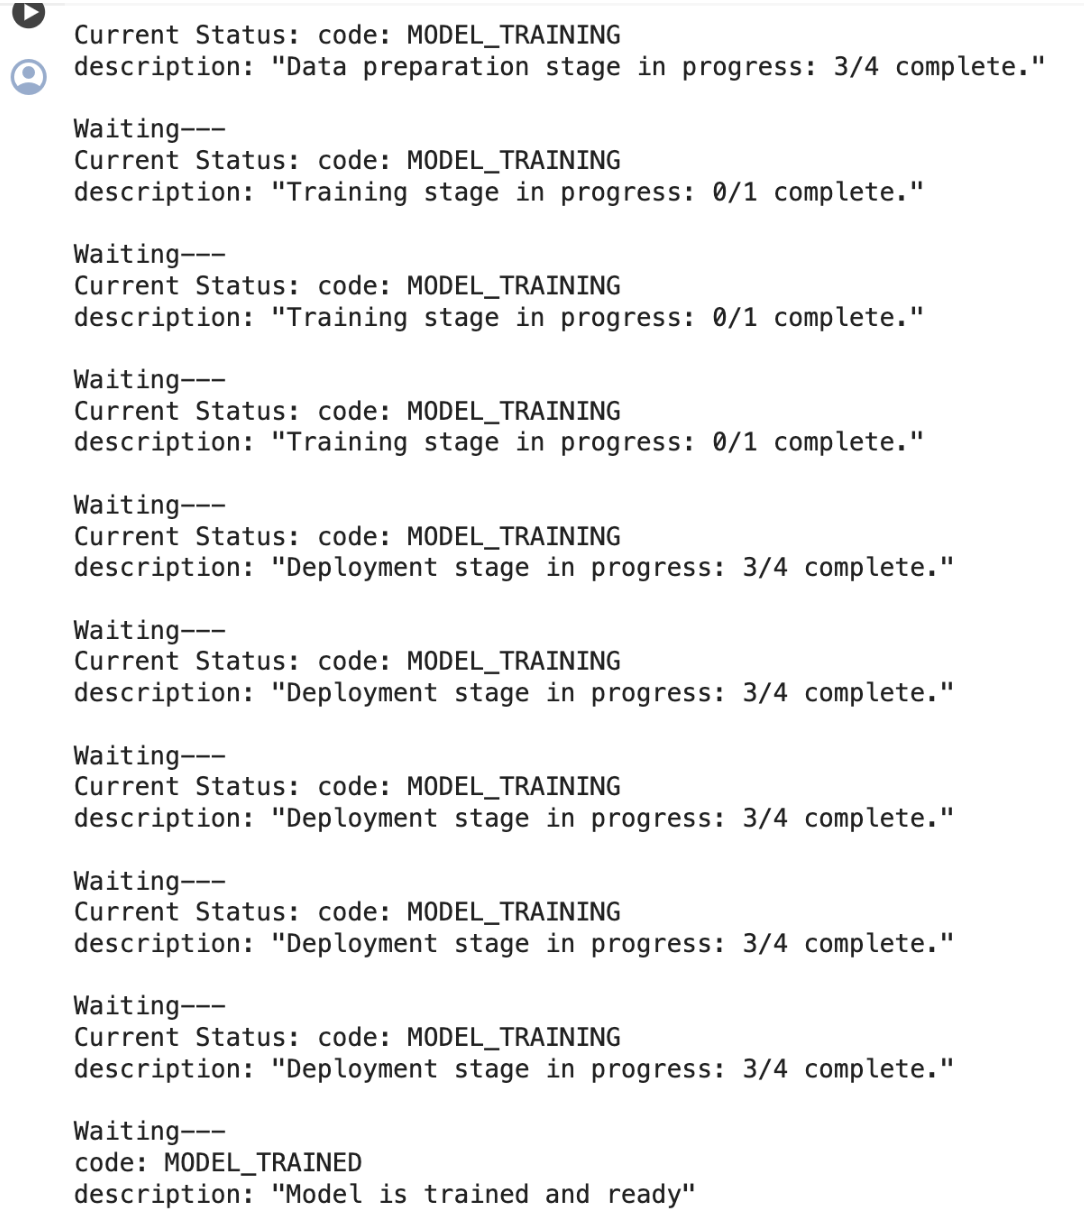 Current Status: code: MODEL_TRAINING
description: "Data preparation stage in progress: 3/4 complete."
Waiting---
Current Status: code: MODEL_TRAINING
description: "Training stage in progress: 0/1 complete."
Waiting---
Current Status: code: MODEL_TRAINING
description: "Training stage in progress: 0/1 complete."
Waiting---
Current Status: code: MODEL_TRAINING
description: "Training stage in progress: 0/1 complete."
Waiting---
Current Status: code: MODEL_TRAINING
description: "Deployment stage in progress: 3/4 complete."
Waiting---
Current Status: code: MODEL_TRAINING
description: "Deployment stage in progress: 3/4 complete."
Waiting---
Current Status: code: MODEL_TRAINING
description: "Deployment stage in progress: 3/4 complete."
Waiting---
Current Status: code: MODEL_TRAINING
description: "Deployment stage in progress: 3/4 complete."
Waiting---
Current Status: code: MODEL_TRAINING
description: "Deployment stage in progress: 3/4 complete."
Waiting---
code: MODEL_TRAINED
description: "Model is trained and ready"